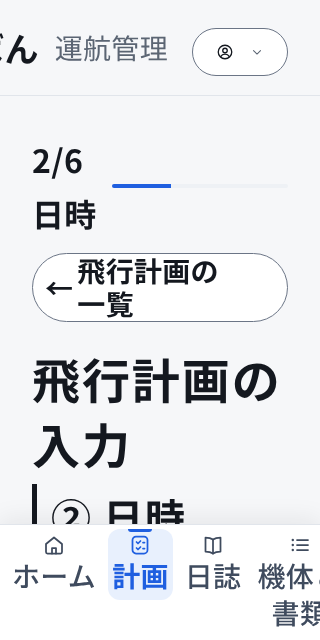 ん 運航管理
2/6
日時
← 飛行計画の
一覧
飛行計画の
入力
② 日時
ホーム 計画 日誌 機体
書類